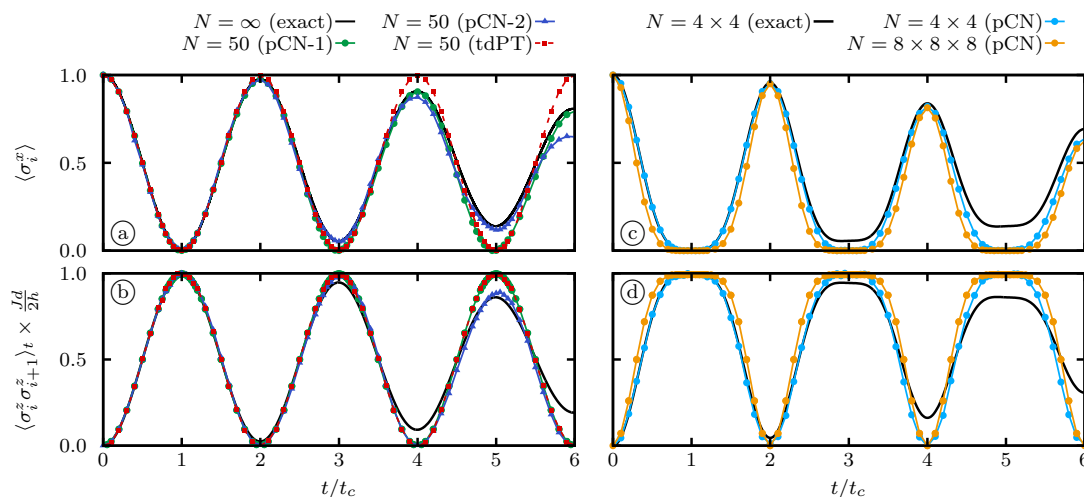 N = ∞ (exact) N = 50 (pCN-2)
N = 50 (pCN-1) N = 50 (tdPT)
N = 4 × 4 (exact) N = 4 × 4 (pCN)
N = 8 × 8 × 8 (pCN)
⟨σ_i^x⟩
1.0
0.5
0.0
a
c
⟨σ_i^z σ_{i+1}^z⟩_t × Jd/2h
1.0
0.5
0.0
b
d
0 1 2 3 4 5 6
0 1 2 3 4 5 6
t/t_c
t/t_c